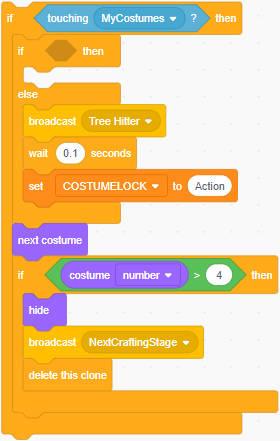 if touching MyCostumes ? then
if then
else
broadcast Tree Hitter
wait 0.1 seconds
set COSTUMELOCK to Action
next costume
if costume number > 4 then
hide
broadcast NextCraftingStage
delete this clone